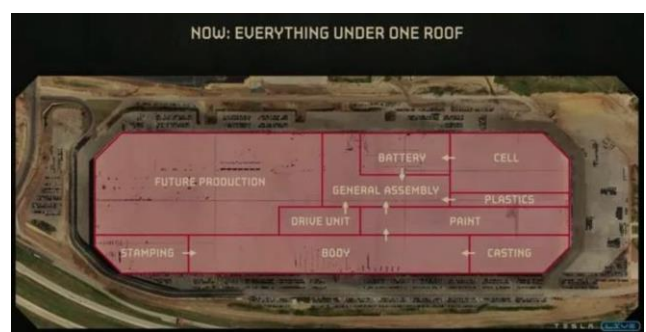 NOW: EVERYTHING UNDER ONE ROOF
BATTERY
CELL
FUTURE PRODUCTION
GENERAL ASSEMBLY
PLASTICS
DRIVE UNIT
PAINT
STAMPING
BODY
CASTING
TESLA LIVE